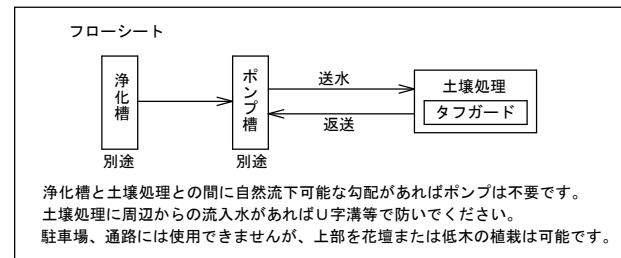 フローシート
浄化槽
ポンプ槽
送水
返送
土壌処理
タフガード
別途
別途
浄化槽と土壌処理との間に自然流下可能な勾配があればポンプは不要です。
土壌処理に周辺からの流入水があればU字溝等で防いでください。
駐車場、通路には使用できませんが、上部を花壇または低木の植栽は可能です。